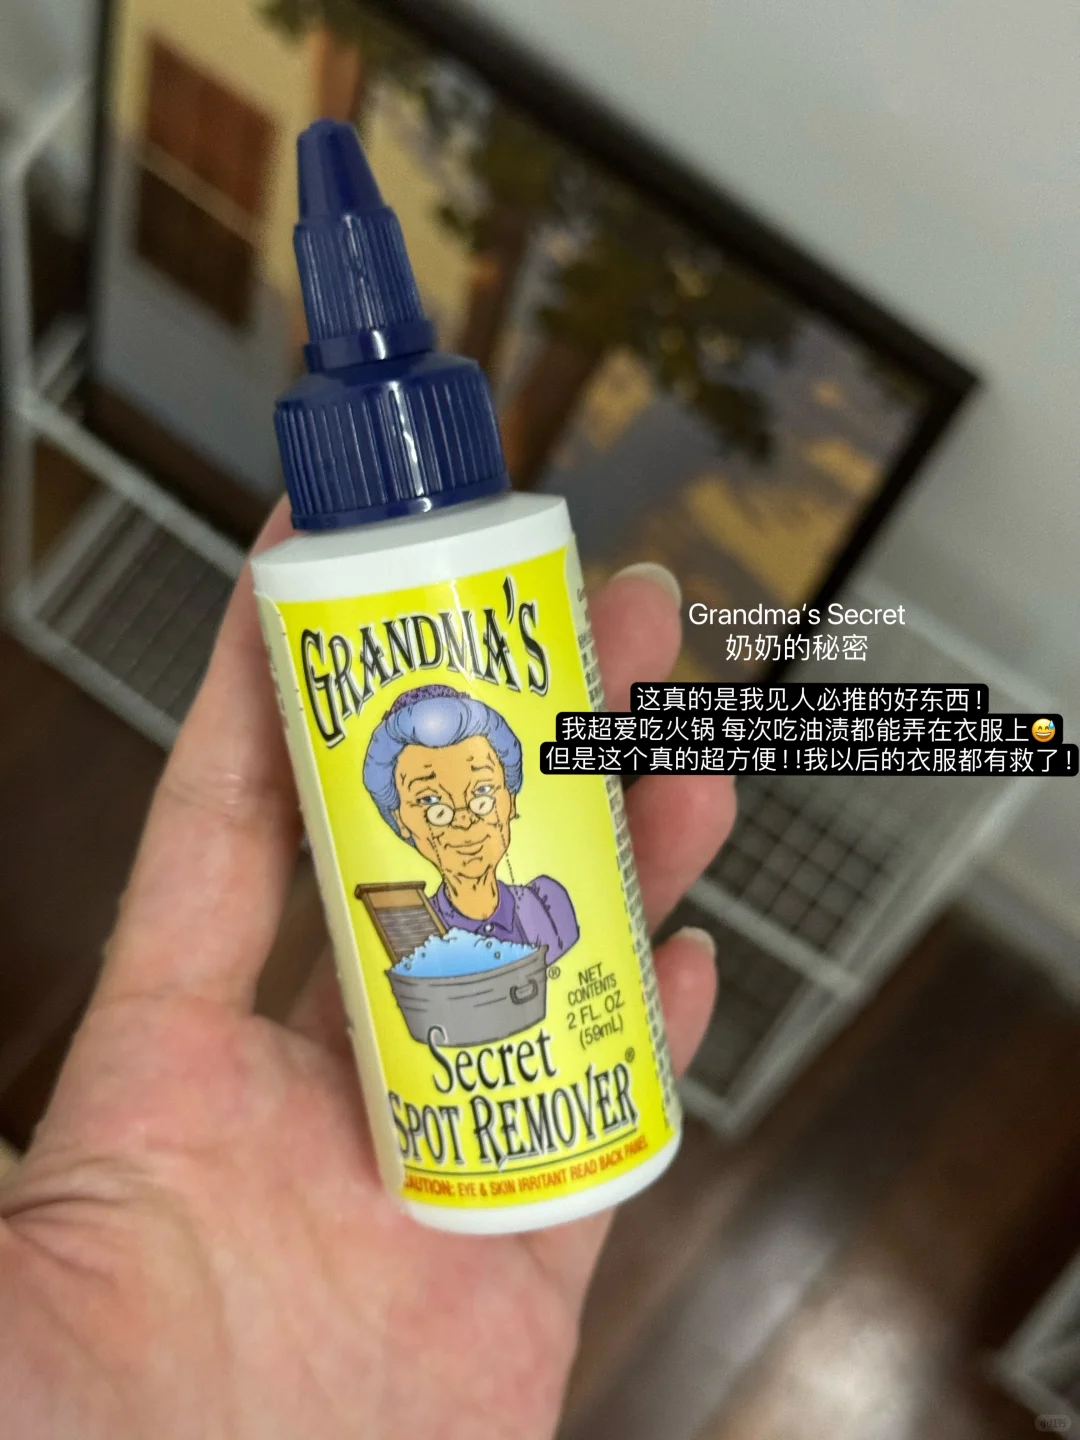 GRANDMA'S
®
NET
CONTENTS
2 FL. OZ.
(59mL)
Secret
SPOT REMOVER®
CAUTION: EYE & SKIN IRRITANT READ BACK PANEL
Grandma‘s Secret
奶奶的秘密
这真的是我见人必推的好东西！
我超爱吃火锅 每次吃油渍都能弄在衣服上😅
但是这个真的超方便！！我以后的衣服都有救了！
小红书